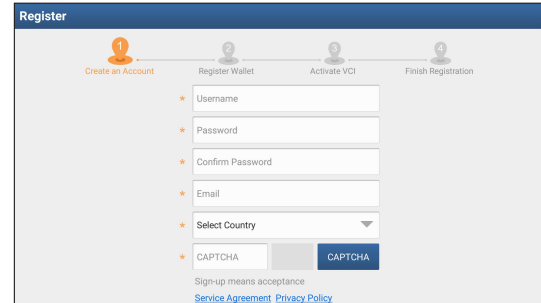 Register
1 2 3 4
Create an Account Register Wallet Activate VCI Finish Registration
* Username
* Password
* Confirm Password
* Email
* Select Country
* CAPTCHA CAPTCHA
Sign-up means acceptance
Service Agreement Privacy Policy